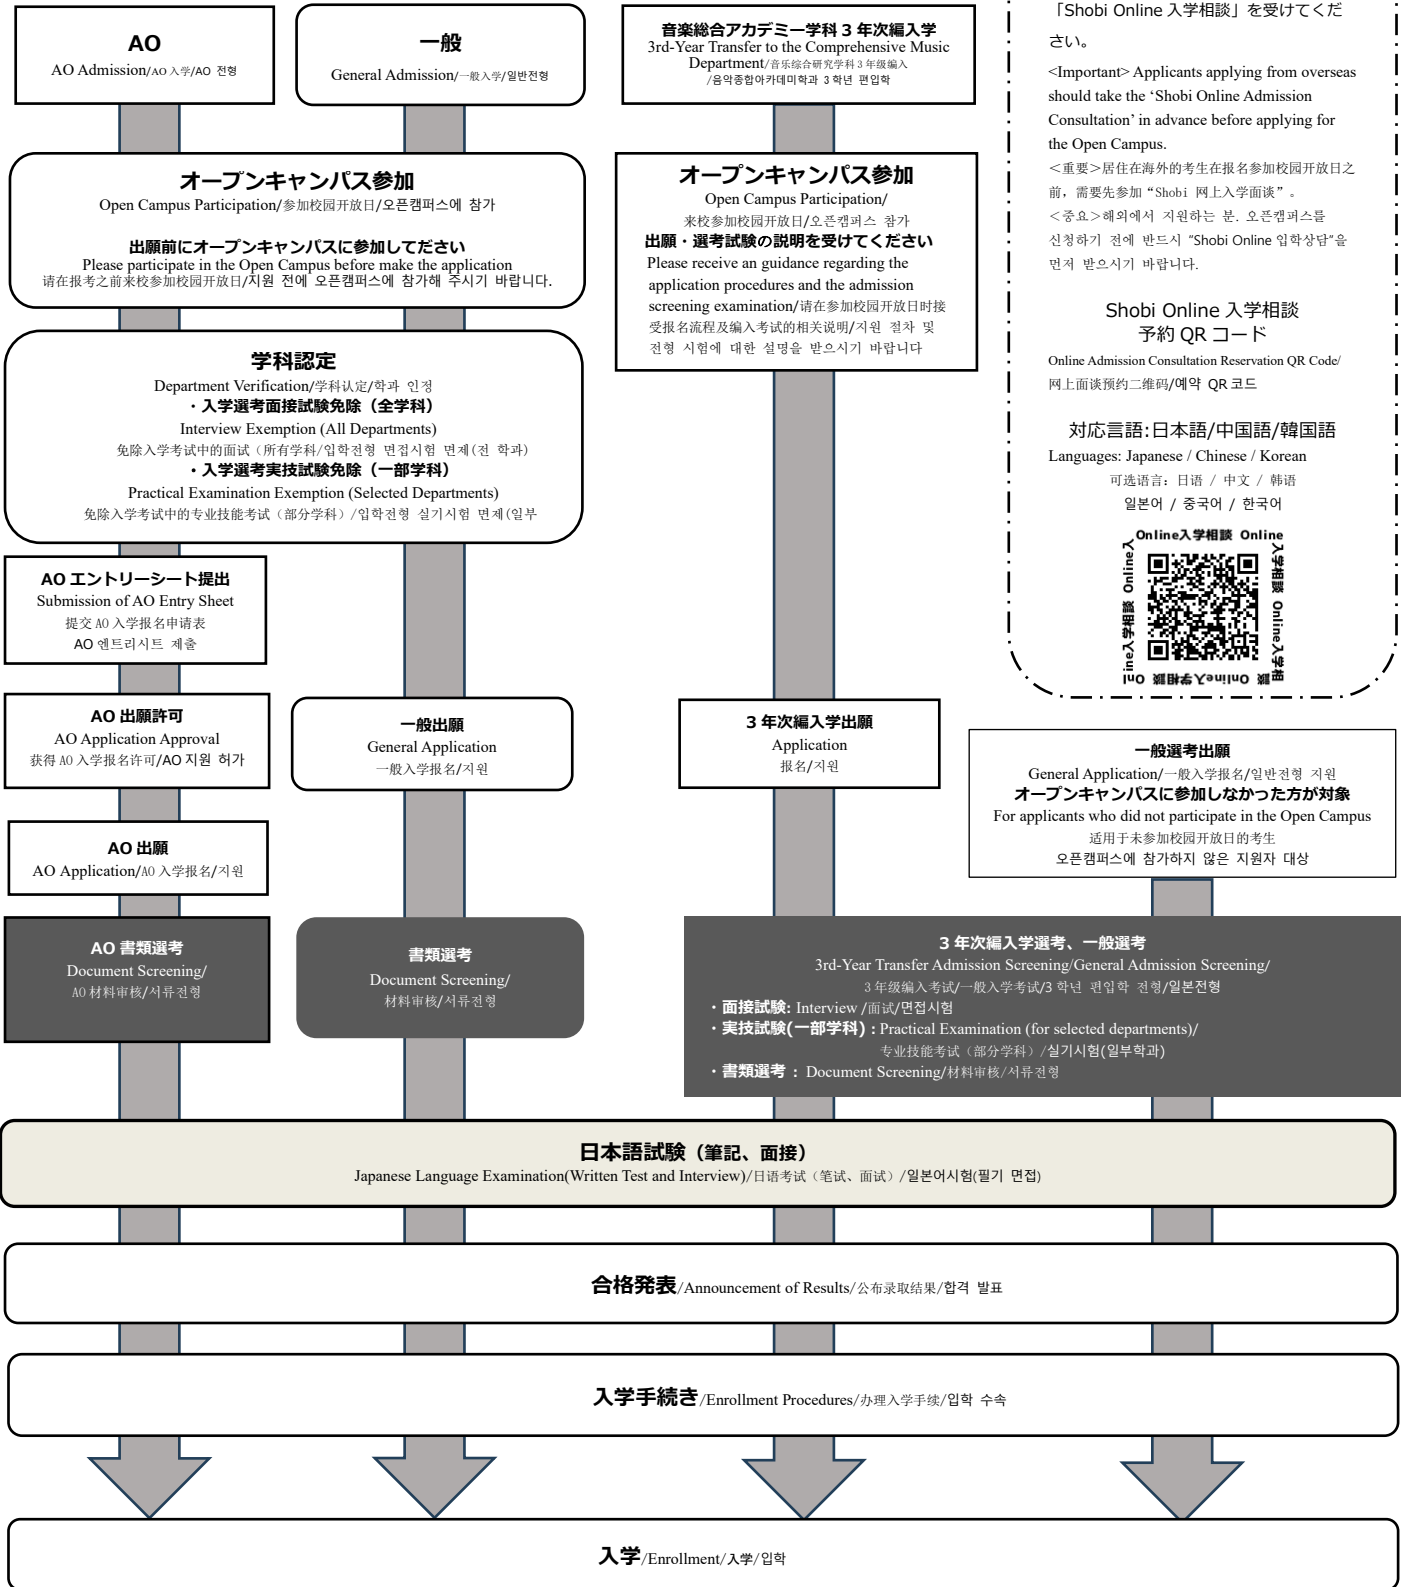 AO
AO Admission/AO 入学/AO 전형
一般
General Admission/一般入学/일반전형
音楽総合アカデミー学科 3 年次編入学
3rd-Year Transfer to the Comprehensive Music
Department/音乐综合研究学科 3 年级编入
/음악종합아카데미학과 3 학년 편입학
「Shobi Online 入学相談」を受けてくだ
さい。
<Important> Applicants applying from overseas
should take the ‘Shobi Online Admission
Consultation’ in advance before applying for
the Open Campus.
＜重要＞居住在海外的考生在报名参加校园开放日之
前，需要先参加“Shobi 网上入学面谈”。
＜중요＞해외에서 지원하는 분. 오픈캠퍼스를
신청하기 전에 반드시 “Shobi Online 입학상담”을
먼저 받으시기 바랍니다.
Shobi Online 入学相談
予約 QR コード
Online Admission Consultation Reservation QR Code/
网上面谈预约二维码/예약 QR 코드
対応言語:日本語/中国語/韓国語
Languages: Japanese / Chinese / Korean
可选语言：日语 / 中文 / 韩语
일본어 / 중국어 / 한국어
Online入学相談 Online
入学相談 Online入学相
談 Online入学相談 On
line入学相談 Online入
オープンキャンパス参加
Open Campus Participation/参加校园开放日/오픈캠퍼스에 참가
出願前にオープンキャンパスに参加してださい
Please participate in the Open Campus before make the application
请在报考之前来校参加校园开放日/지원 전에 오픈캠퍼스에 참가해 주시기 바랍니다.
オープンキャンパス参加
Open Campus Participation/
来校参加校园开放日/오픈캠퍼스 참가
出願・選考試験の説明を受けてください
Please receive an guidance regarding the
application procedures and the admission
screening examination/请在参加校园开放日时接
受报名流程及编入考试的相关说明/지원 절차 및
전형 시험에 대한 설명을 받으시기 바랍니다
学科認定
Department Verification/学科认定/학과 인정
・入学選考面接試験免除（全学科）
Interview Exemption (All Departments)
免除入学考试中的面试（所有学科/입학전형 면접시험 면제(전 학과)
・入学選考実技試験免除（一部学科）
Practical Examination Exemption (Selected Departments)
免除入学考试中的专业技能考试（部分学科）/입학전형 실기시험 면제(일부
AO エントリーシート提出
Submission of AO Entry Sheet
提交 AO 入学报名申请表
AO 엔트리시트 제출
AO 出願許可
AO Application Approval
获得 AO 入学报名许可/AO 지원 허가
一般出願
General Application
一般入学报名/지원
3 年次編入学出願
Application
报名/지원
一般選考出願
General Application/一般入学报名/일반전형 지원
オープンキャンパスに参加しなかった方が対象
For applicants who did not participate in the Open Campus
适用于未参加校园开放日的考生
오픈캠퍼스에 참가하지 않은 지원자 대상
AO 出願
AO Application/AO 入学报名/지원
AO 書類選考
Document Screening/
AO 材料审核/서류전형
書類選考
Document Screening/
材料审核/서류전형
3 年次編入学選考、一般選考
3rd-Year Transfer Admission Screening/General Admission Screening/
3 年级编入考试/一般入学考试/3 학년 편입학 전형/일본전형
・面接試験: Interview /面试/면접시험
・実技試験(一部学科)：Practical Examination (for selected departments)/
专业技能考试（部分学科）/실기시험(일부학과)
・書類選考 ：Document Screening/材料审核/서류전형
日本語試験（筆記、面接）
Japanese Language Examination(Written Test and Interview)/日语考试（笔试、面试）/일본어시험(필기 면접)
合格発表/Announcement of Results/公布录取结果/합격 발표
入学手続き/Enrollment Procedures/办理入学手续/입학 수속
入学/Enrollment/入学/입학